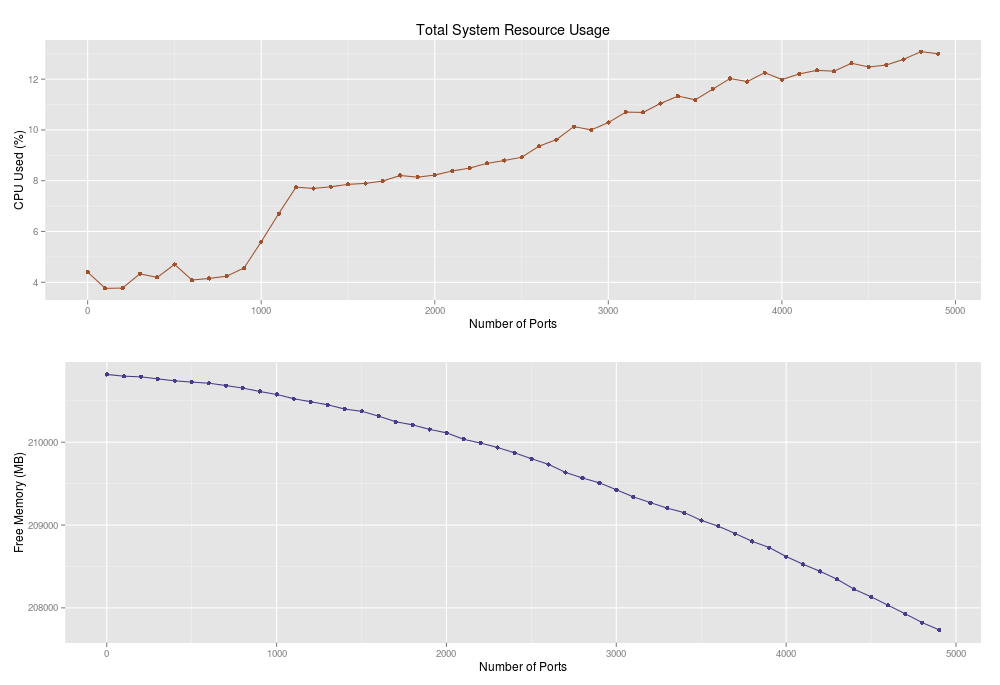 Total System Resource Usage
12
10
8
6
4
CPU Used (%)
0 1000 2000 3000 4000 5000
Number of Ports
210000
209000
208000
Free Memory (MB)
0 1000 2000 3000 4000 5000
Number of Ports